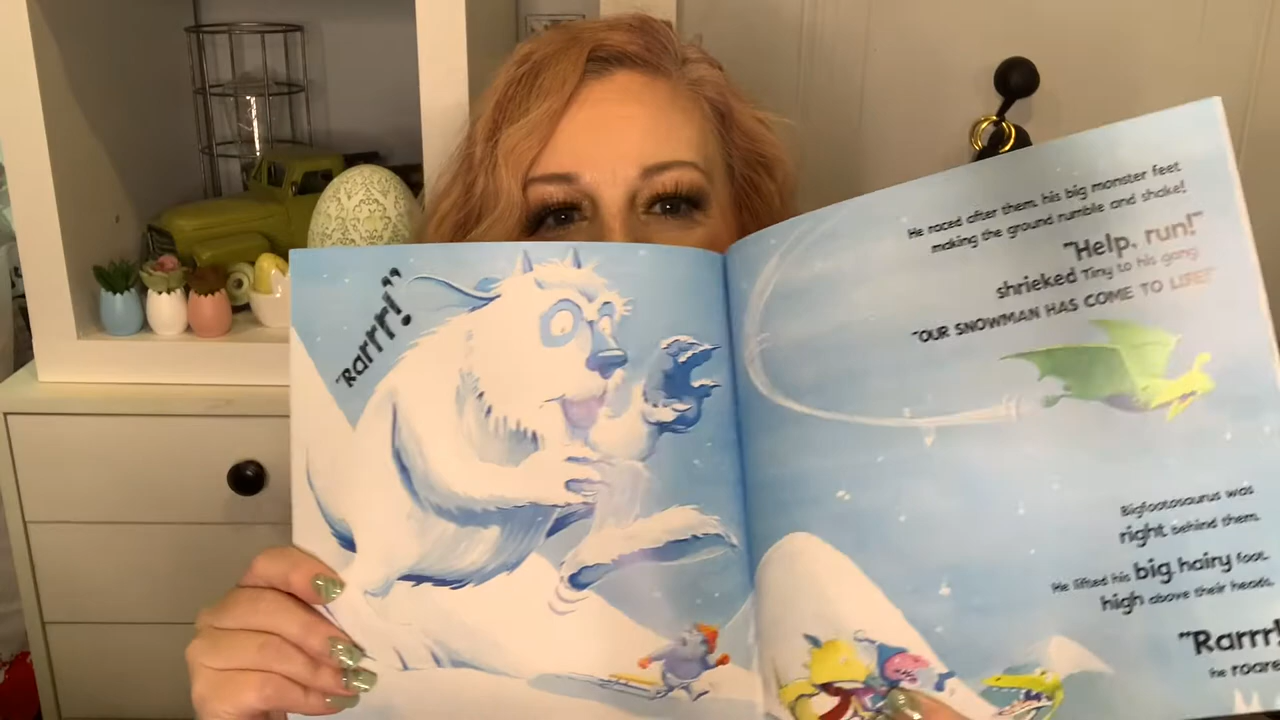 "Rarrr!"
He raced after them, his big monster feet
making the ground rumble and shake!
"Help, run!"
shrieked Tiny to his gang.
"OUR SNOWMAN HAS COME TO LIFE!"
Bigfootosaurus was
right behind them.
He lifted his big hairy foot
high above their heads.
"Rarrr!
he roare